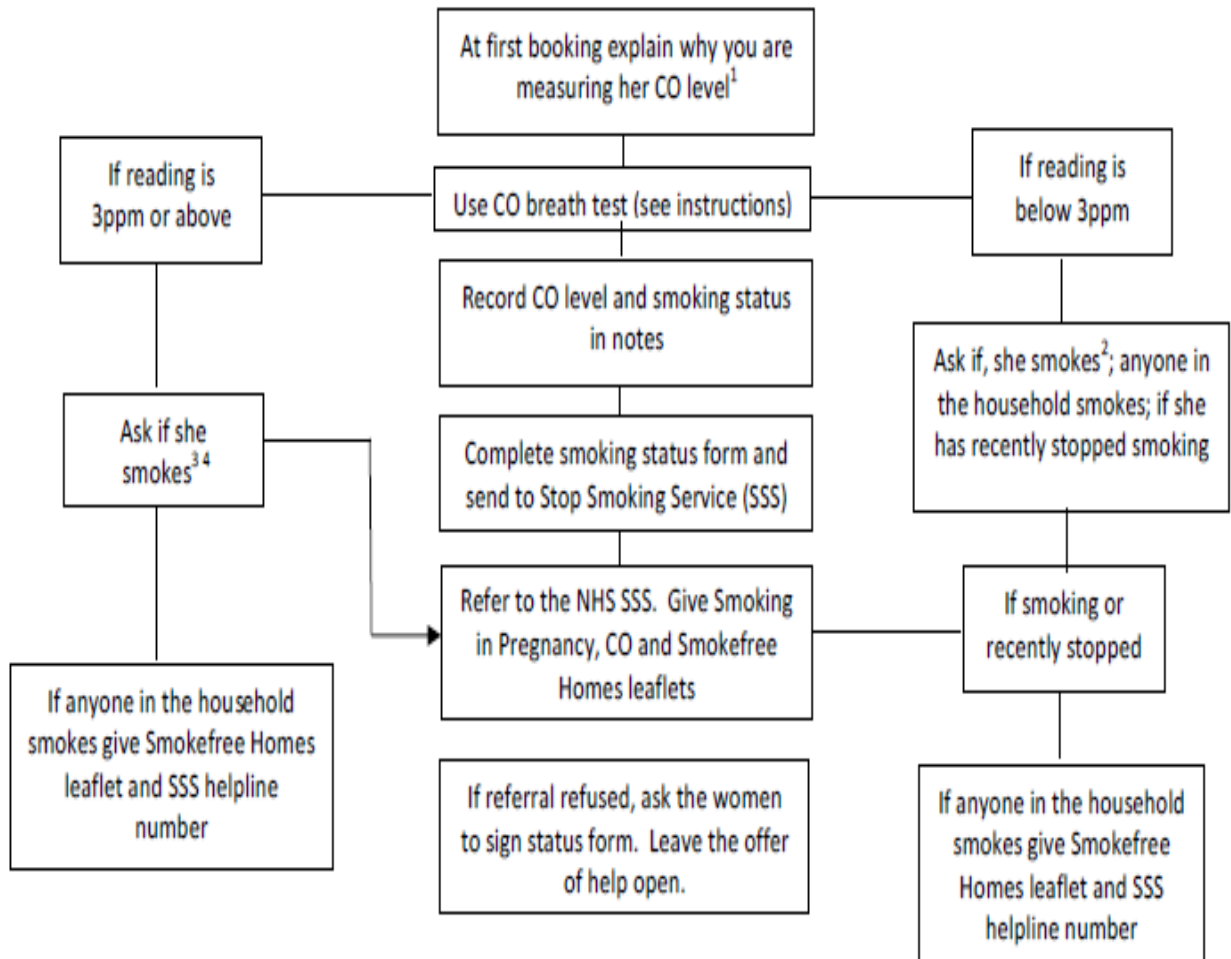 At first booking explain why you are
measuring her CO level1
If reading is
3ppm or above
Use CO breath test (see instructions)
If reading is
below 3ppm
Record CO level and smoking status
in notes
Ask if, she smokes2; anyone in
the household smokes; if she
has recently stopped smoking
Ask if she
smokes3 4
Complete smoking status form and
send to Stop Smoking Service (SSS)
Refer to the NHS SSS. Give Smoking
in Pregnancy, CO and Smokefree
Homes leaflets
If smoking or
recently stopped
If anyone in the household
smokes give Smokefree Homes
leaflet and SSS helpline
number
If referral refused, ask the women
to sign status form. Leave the offer
of help open.
If anyone in the household
smokes give Smokefree
Homes leaflet and SSS
helpline number